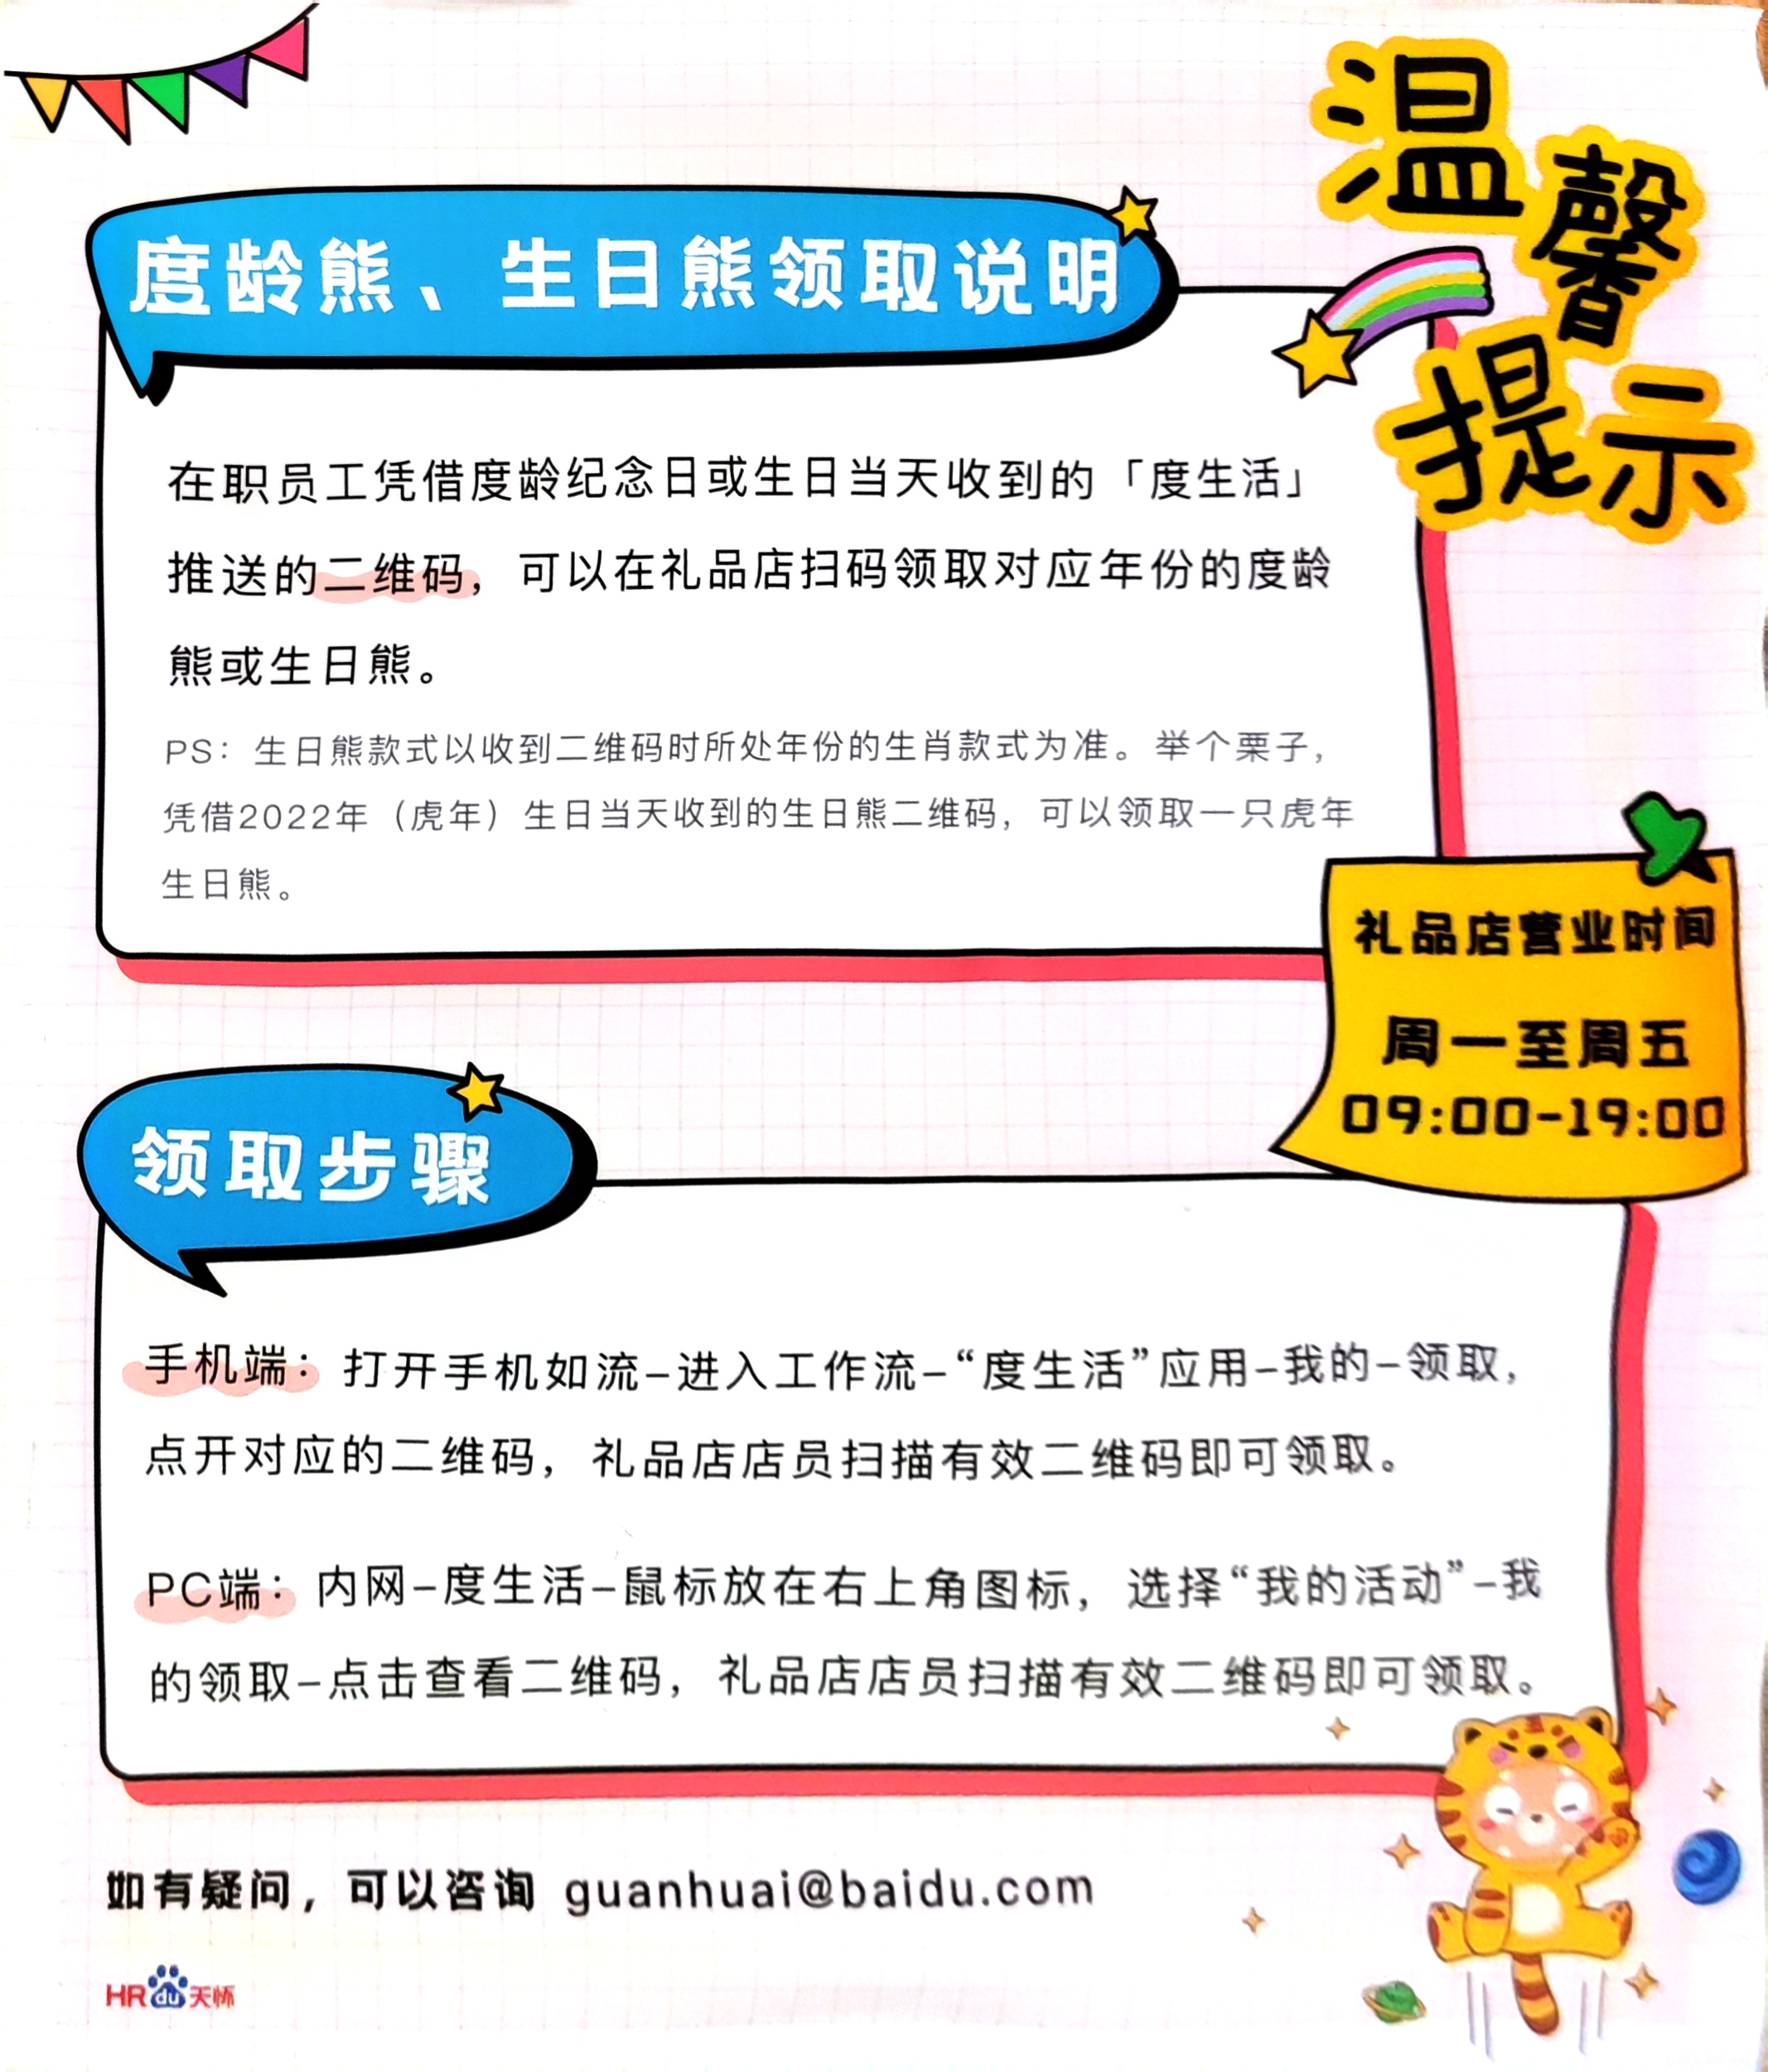 温馨
提示
度龄熊、生日熊领取说明
在职员工凭借度龄纪念日或生日当天收到的「度生活」
推送的二维码，可以在礼品店扫码领取对应年份的度龄
熊或生日熊。
PS：生日熊款式以收到二维码时所处年份的生肖款式为准。举个栗子，
凭借2022年（虎年）生日当天收到的生日熊二维码，可以领取一只虎年
生日熊。
礼品店营业时间
周一至周五
09:00-19:00
领取步骤
手机端：打开手机如流–进入工作流–“度生活”应用–我的–领取，
点开对应的二维码，礼品店店员扫描有效二维码即可领取。
PC端：内网–度生活–鼠标放在右上角图标，选择“我的活动”–我
的领取–点击查看二维码，礼品店店员扫描有效二维码即可领取。
如有疑问，可以咨询 guanhuai@baidu.com
HR du 天怀